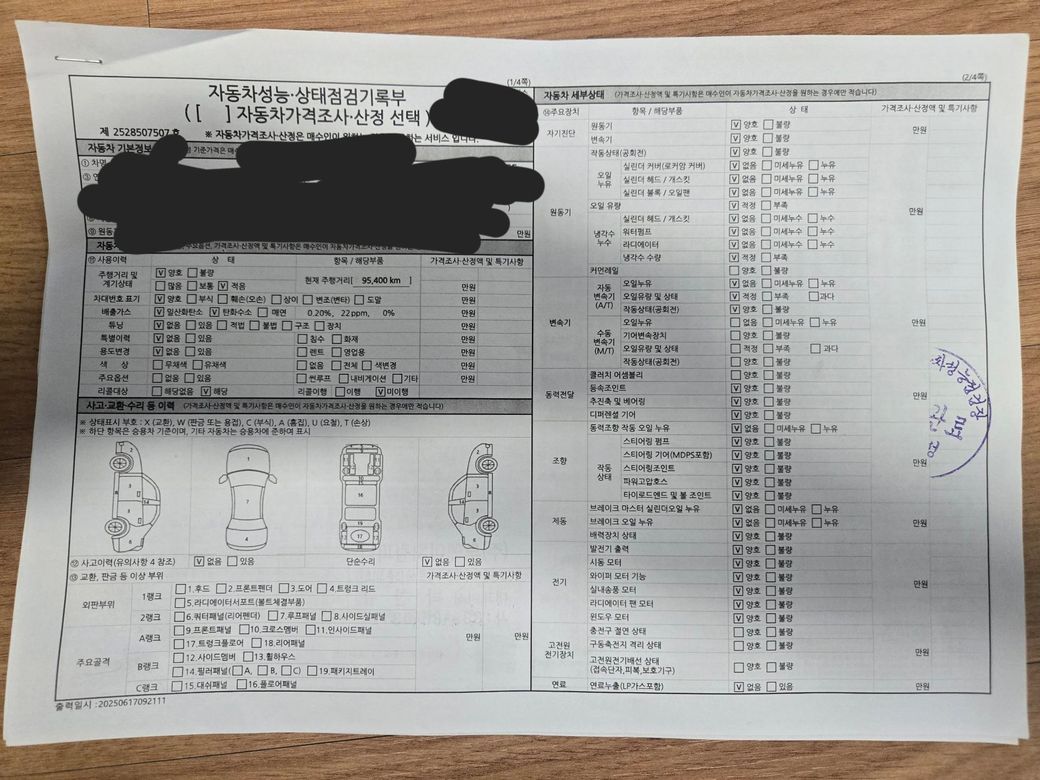 (1/4쪽)
자동차성능·상태점검기록부
( [ ] 자동차가격조사·산정 선택 )
제 2528507507 호 ※ 자동차가격조사·산정은 매수인이 하는 서비스 입니다.
자동차 기본정보
① 차명
③
⑨ 원동 만원
자동차
⑪ 사용이력 상 태 항목 / 해당부품 가격조사·산정액 및 특기사항
주행거리 및 계기상태 [V] 양호 [ ] 불량 현재 주행거리[ 95,400 km ]
[ ] 많음 [ ] 보통 [V] 적음 만원
차대번호 표기 [V] 양호 [ ] 부식 [ ] 훼손(오손) [ ] 상이 [ ] 변조(변타) [ ] 도말 만원
배출가스 [V] 일산화탄소 [V] 탄화수소 [ ] 매연 0.20%, 22ppm, 0% 만원
튜닝 [V] 없음 [ ] 있음 [ ] 적법 [ ] 불법 [ ] 구조 [ ] 장치 만원
특별이력 [V] 없음 [ ] 있음 [ ] 침수 [ ] 화재 만원
용도변경 [V] 없음 [ ] 있음 [ ] 렌트 [ ] 영업용 만원
색 상 [ ] 무채색 [ ] 유채색 [ ] 없음 [ ] 전체 [ ] 색변경 만원
주요옵션 [ ] 없음 [ ] 있음 [ ] 썬루프 [ ] 내비게이션 [ ] 기타 만원
리콜대상 [ ] 해당없음 [V] 해당 리콜이행 [ ] 이행 [V] 미이행
사고·교환·수리 등 이력 (가격조사·산정액 및 특기사항은 매수인이 자동차가격조사·산정을 원하는 경우에만 적습니다)
※ 상태표시 부호 : X (교환), W (판금 또는 용접), C (부식), A (흠집), U (요철), T (손상)
※ 하단 항목은 승용차 기준이며, 기타 자동차는 승용차에 준하여 표시
⑫ 사고이력(유의사항 4 참조) [V] 없음 [ ] 있음 단순수리 [V] 없음 [ ] 있음
⑬ 교환, 판금 등 이상 부위 가격조사·산정액 및 특기사항
외판부위 1랭크 [ ] 1.후드 [ ] 2.프론트펜더 [ ] 3.도어 [ ] 4.트렁크 리드
[ ] 5.라디에이터서포트(볼트체결부품)
2랭크 [ ] 6.쿼터패널(리어펜더) [ ] 7.루프패널 [ ] 8.사이드실패널
주요골격 A랭크 [ ] 9.프론트패널 [ ] 10.크로스멤버 [ ] 11.인사이드패널 만원 만원
[ ] 17.트렁크플로어 [ ] 18.리어패널
B랭크 [ ] 12.사이드멤버 [ ] 13.휠하우스
[ ] 14.필러패널([ ] A, [ ] B, [ ] C) [ ] 19.패키지트레이
C랭크 [ ] 15.대쉬패널 [ ] 16.플로어패널
출력일시 :20250617092111
(2/4쪽)
자동차 세부상태 (가격조사·산정액 및 특기사항은 매수인이 자동차가격조사·산정을 원하는 경우에만 적습니다)
⑭주요장치 항목 / 해당부품 상 태 가격조사·산정액 및 특기사항
자기진단 원동기 [V] 양호 [ ] 불량 만원
변속기 [V] 양호 [ ] 불량
원동기 작동상태(공회전) [V] 양호 [ ] 불량 만원
오일 누유 실린더 커버(로커암 커버) [V] 없음 [ ] 미세누유 [ ] 누유
실린더 헤드 / 개스킷 [V] 없음 [ ] 미세누유 [ ] 누유
실린더 블록 / 오일팬 [V] 없음 [ ] 미세누유 [ ] 누유
오일 유량 [V] 적정 [ ] 부족
냉각수 누수 실린더 헤드 / 개스킷 [V] 없음 [ ] 미세누수 [ ] 누수
워터펌프 [V] 없음 [ ] 미세누수 [ ] 누수
라디에이터 [V] 없음 [ ] 미세누수 [ ] 누수
냉각수 수량 [V] 적정 [ ] 부족
커먼레일 [ ] 양호 [ ] 불량
변속기 자동 변속기 (A/T) 오일누유 [V] 없음 [ ] 미세누유 [ ] 누유 만원
오일유량 및 상태 [V] 적정 [ ] 부족 [ ] 과다
작동상태(공회전) [V] 양호 [ ] 불량
수동 변속기 (M/T) 오일누유 [ ] 없음 [ ] 미세누유 [ ] 누유
기어변속장치 [ ] 양호 [ ] 불량
오일유량 및 상태 [ ] 적정 [ ] 부족 [ ] 과다
작동상태(공회전) [ ] 양호 [ ] 불량
동력전달 클러치 어셈블리 [ ] 양호 [ ] 불량 만원
등속조인트 [V] 양호 [ ] 불량
추진축 및 베어링 [V] 양호 [ ] 불량
디퍼렌셜 기어 [V] 양호 [ ] 불량
조향 동력조향 작동 오일 누유 [V] 없음 [ ] 미세누유 [ ] 누유 만원
작동 상태 스티어링 펌프 [V] 양호 [ ] 불량
스티어링 기어(MDPS포함) [V] 양호 [ ] 불량
스티어링조인트 [V] 양호 [ ] 불량
파워고압호스 [V] 양호 [ ] 불량
타이로드엔드 및 볼 조인트 [V] 양호 [ ] 불량
제동 브레이크 마스터 실린더오일 누유 [V] 없음 [ ] 미세누유 [ ] 누유 만원
브레이크 오일 누유 [V] 없음 [ ] 미세누유 [ ] 누유
배력장치 상태 [V] 양호 [ ] 불량
전기 발전기 출력 [V] 양호 [ ] 불량 만원
시동 모터 [V] 양호 [ ] 불량
와이퍼 모터 기능 [V] 양호 [ ] 불량
실내송풍 모터 [V] 양호 [ ] 불량
라디에이터 팬 모터 [V] 양호 [ ] 불량
윈도우 모터 [V] 양호 [ ] 불량
고전원 전기장치 충전구 절연 상태 [ ] 양호 [ ] 불량 만원
구동축전지 격리 상태 [ ] 양호 [ ] 불량
고전원전기배선 상태 (접속단자,피복,보호기구) [ ] 양호 [ ] 불량
연료 연료누출(LP가스포함) [V] 없음 [ ] 있음 만원